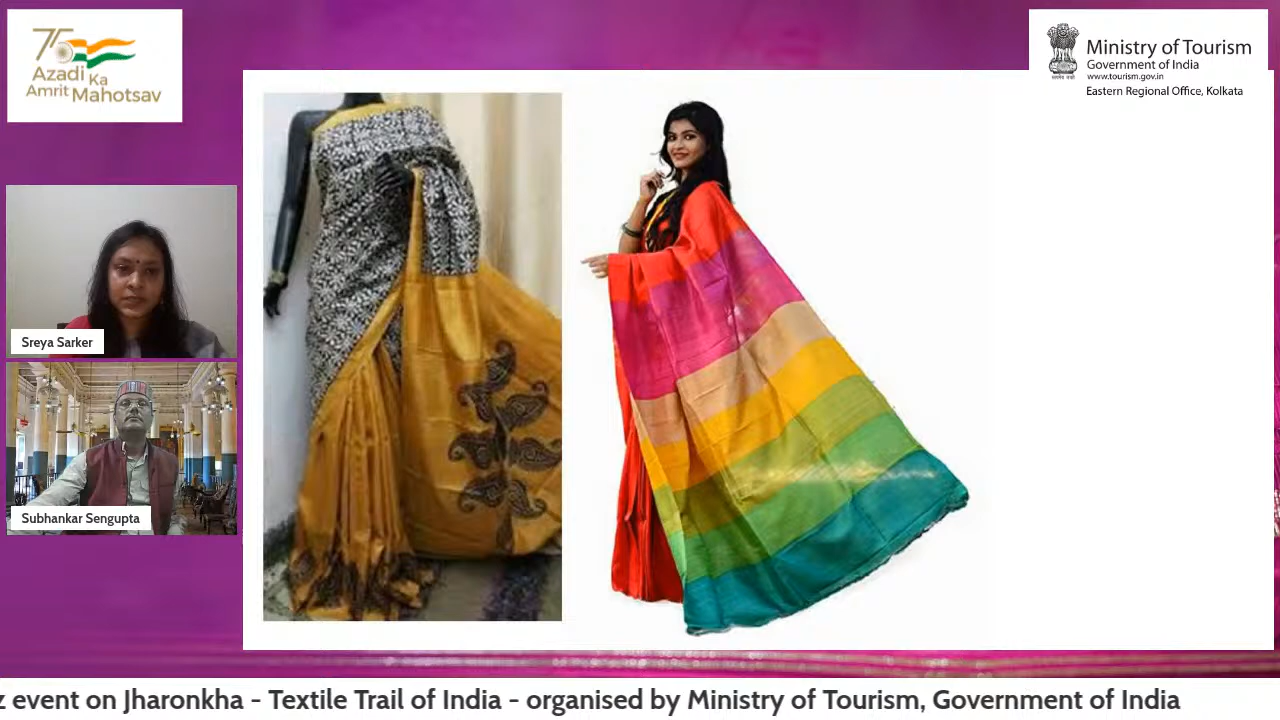 75
Azadi Ka
Amrit Mahotsav
Ministry of Tourism
Government of India
www.tourism.gov.in
Eastern Regional Office, Kolkata
Sreya Sarker
Subhankar Sengupta
z event on Jharonkha - Textile Trail of India - organised by Ministry of Tourism, Government of India